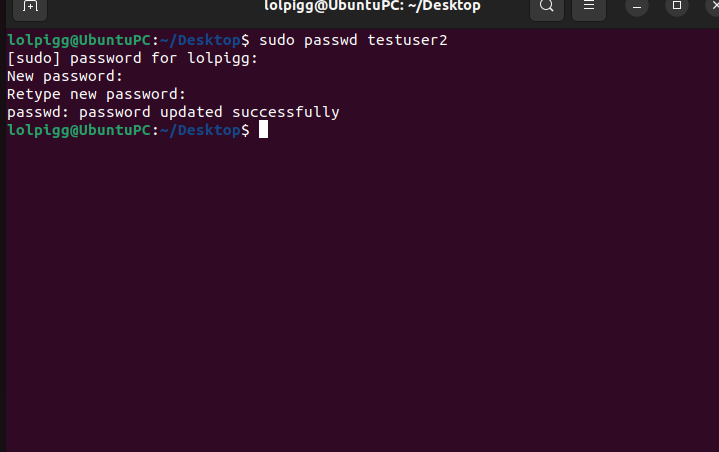 lolpigg@UbuntuPC: ~/Desktop
lolpigg@UbuntuPC:~/Desktop$ sudo passwd testuser2
[sudo] password for lolpigg:
New password:
Retype new password:
passwd: password updated successfully
lolpigg@UbuntuPC:~/Desktop$